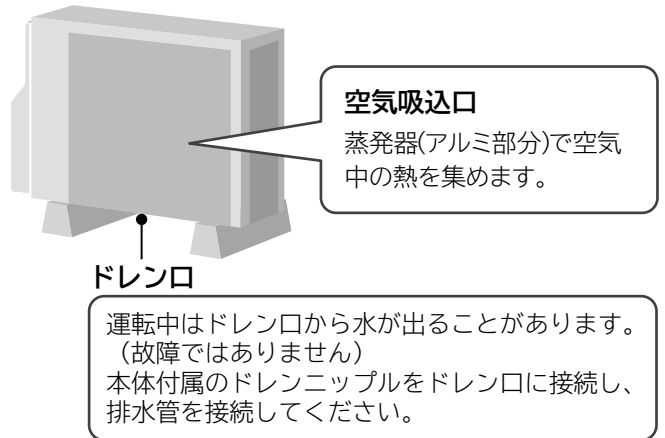 空気吸込口
蒸発器(アルミ部分)で空気
中の熱を集めます。
ドレン口
運転中はドレン口から水が出ることがあります。
（故障ではありません）
本体付属のドレンニップルをドレン口に接続し、
排水管を接続してください。